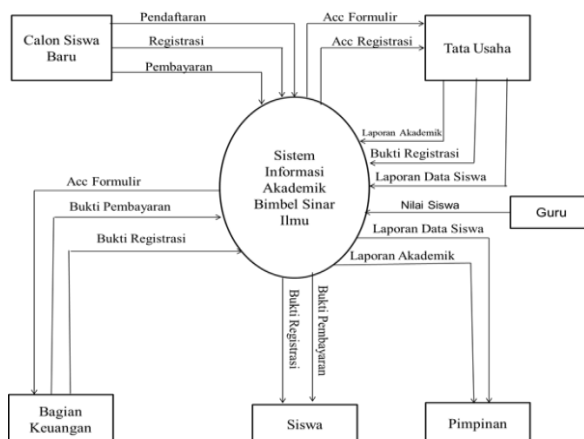 Pendaftaran
Calon Siswa
Baru
Registrasi
Pembayaran
Acc Formulir
Acc Registrasi
Tata Usaha
Laporan Akademik
Bukti Registrasi
Laporan Data Siswa
Sistem
Informasi
Akademik
Bimbel Sinar
Ilmu
Acc Formulir
Bukti Pembayaran
Bukti Registrasi
Nilai Siswa
Guru
Laporan Data Siswa
Laporan Akademik
Bukti Registrasi
Bukti Pembayaran
Bagian
Keuangan
Siswa
Pimpinan